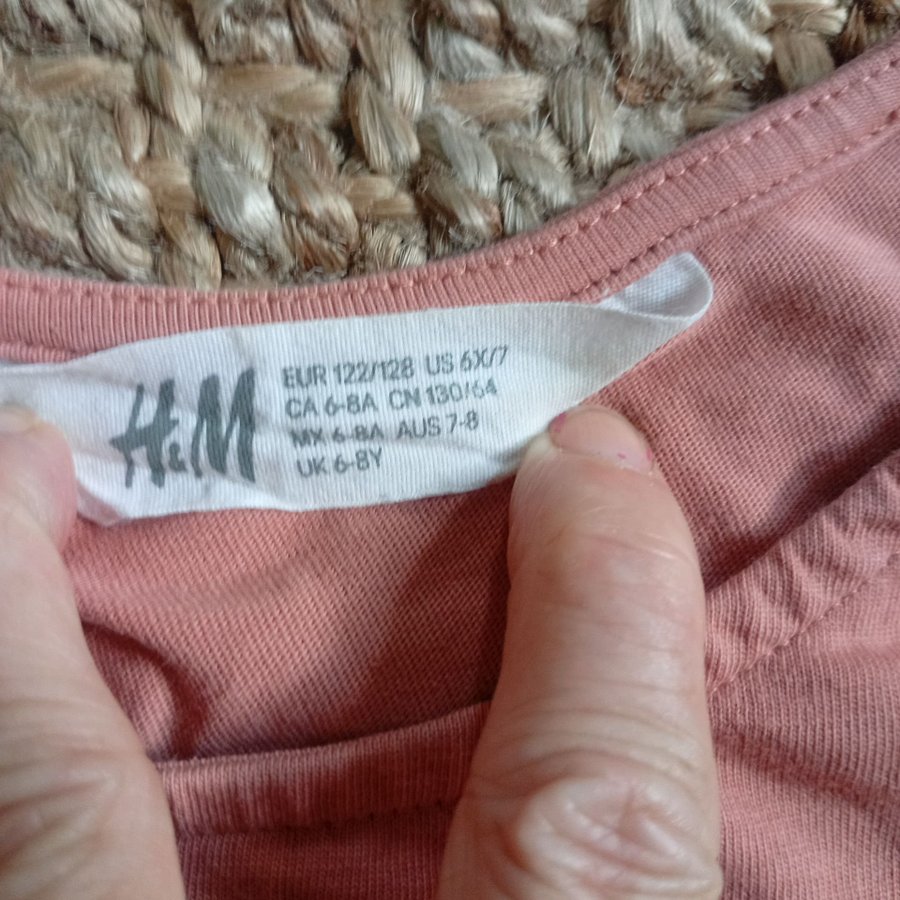 H&M
EUR 122/128 US 6X/7
CA 6-8A CN 130/64
MX 6-8A AUS 7-8
UK 6-8Y